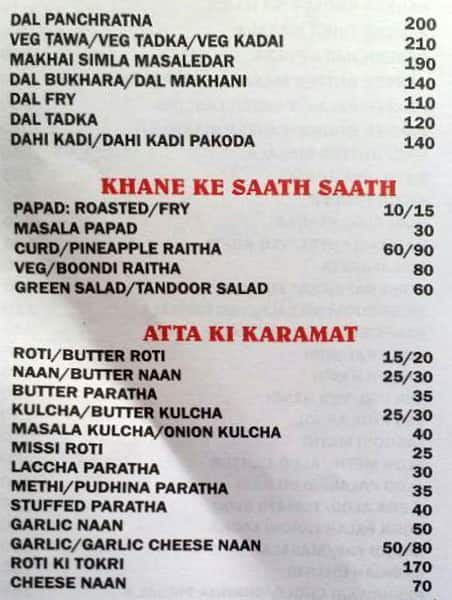 DAL PANCHRATNA 200
VEG TAWA/VEG TADKA/VEG KADAI 210
MAKHAI SIMLA MASALEDAR 190
DAL BUKHARA/DAL MAKHANI 140
DAL FRY 110
DAL TADKA 120
DAHI KADI/DAHI KADI PAKODA 140
KHANE KE SAATH SAATH
PAPAD: ROASTED/FRY 10/15
MASALA PAPAD 30
CURD/PINEAPPLE RAITHA 60/90
VEG/BOONDI RAITHA 80
GREEN SALAD/TANDOOR SALAD 60
ATTA KI KARAMAT
ROTI/BUTTER ROTI 15/20
NAAN/BUTTER NAAN 25/30
BUTTER PARATHA 35
KULCHA/BUTTER KULCHA 25/30
MASALA KULCHA/ONION KULCHA 40
MISSI ROTI 25
LACCHA PARATHA 30
METHI/PUDHINA PARATHA 35
STUFFED PARATHA 40
GARLIC NAAN 50
GARLIC/GARLIC CHEESE NAAN 50/80
ROTI KI TOKRI 170
CHEESE NAAN 70